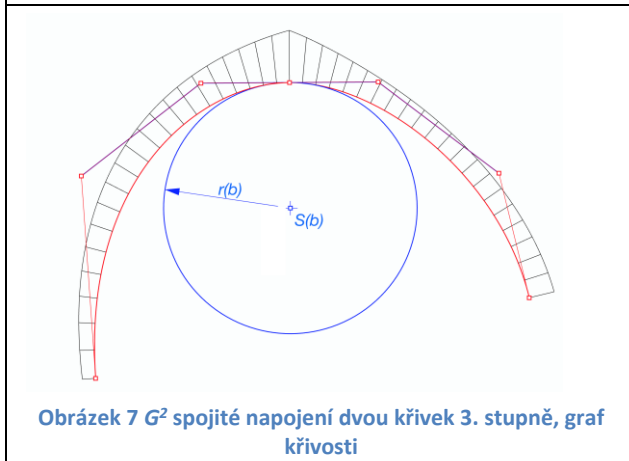 r(b)
S(b)
Obrázek 7 G² spojité napojení dvou křivek 3. stupně, graf
křivosti